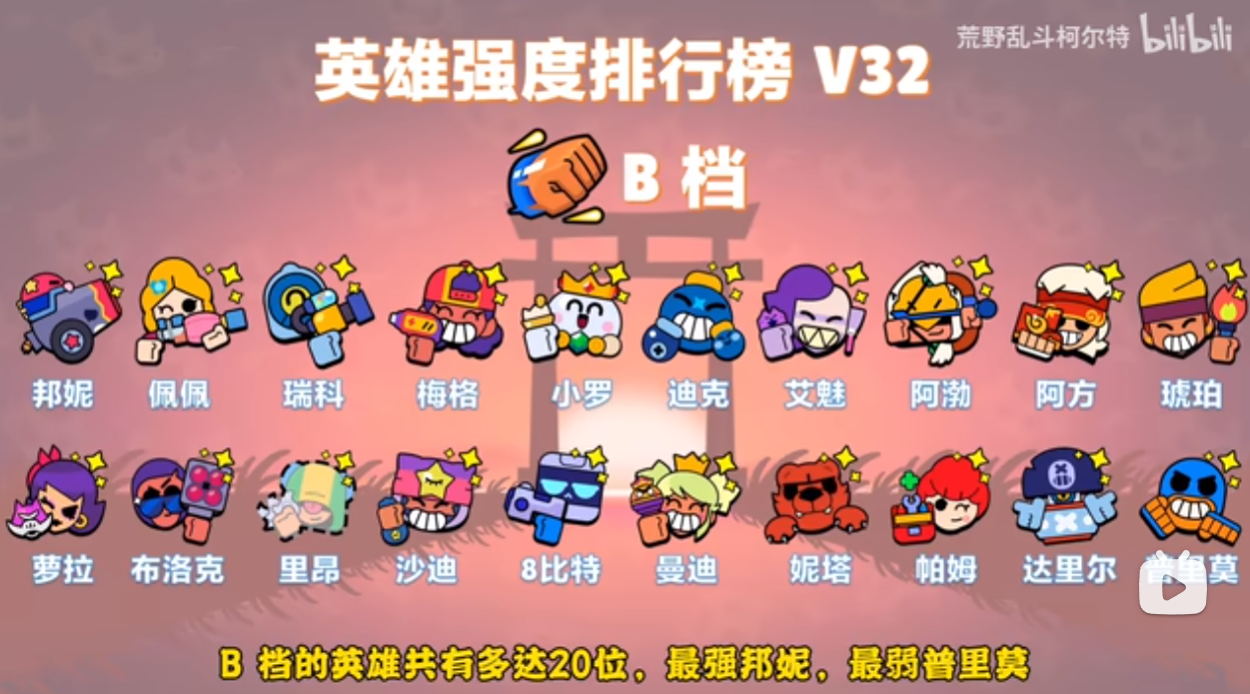 荒野乱斗柯尔特 bilibili
英雄强度排行榜 V32
B 档
邦妮 佩佩 瑞科 梅格 小罗 迪克 艾魅 阿渤 阿方 琥珀
萝拉 布洛克 里昂 沙迪 8比特 曼迪 妮塔 帕姆 达里尔 普里莫
B 档的英雄共有多达20位，最强邦妮，最弱普里莫